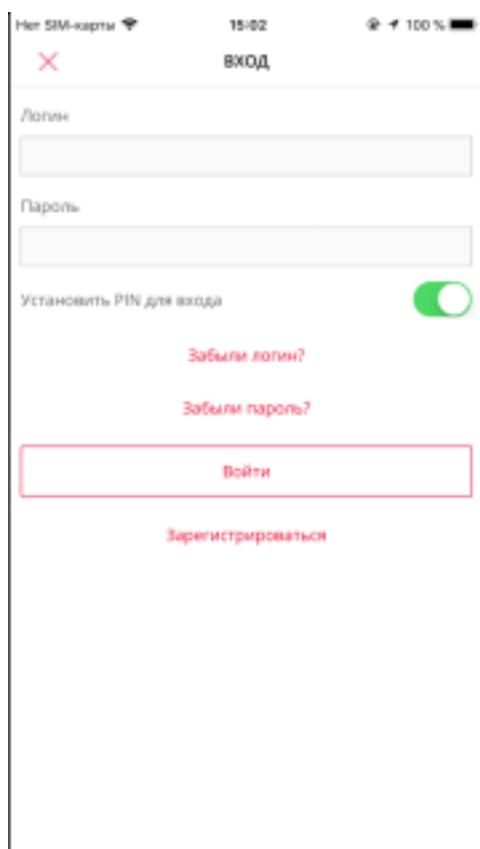 Нет SIM-карты 15:02 100 %
ВХОД
Логин
Пароль
Установить PIN для входа
Забыли логин?
Забыли пароль?
Войти
Зарегистрироваться